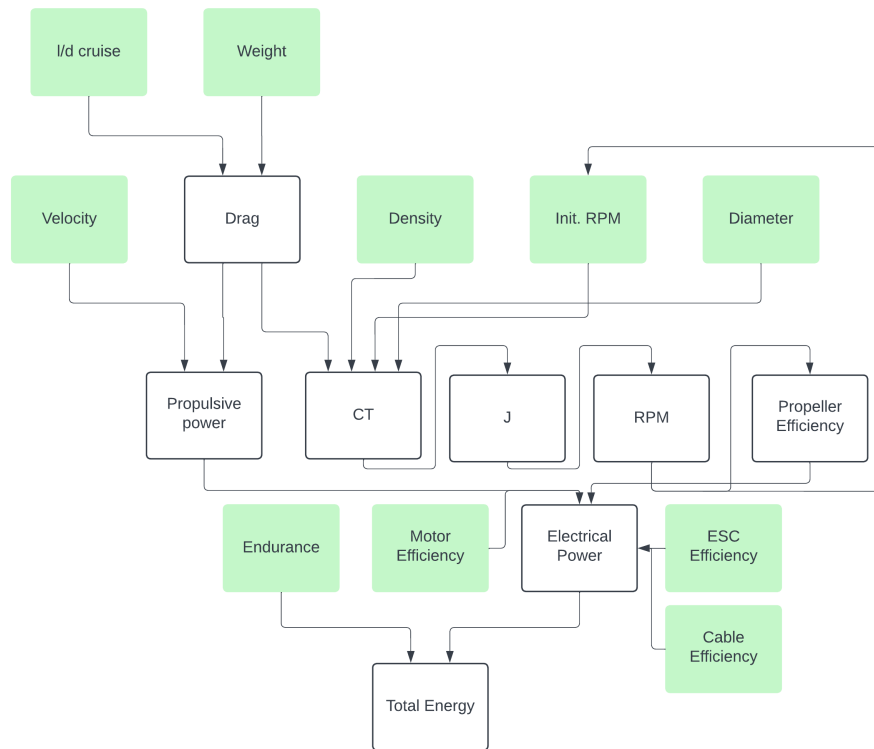 l/d cruise
Weight
Velocity
Drag
Density
Init. RPM
Diameter
Propulsive
power
CT
J
RPM
Propeller
Efficiency
Endurance
Motor
Efficiency
Electrical
Power
ESC
Efficiency
Cable
Efficiency
Total Energy